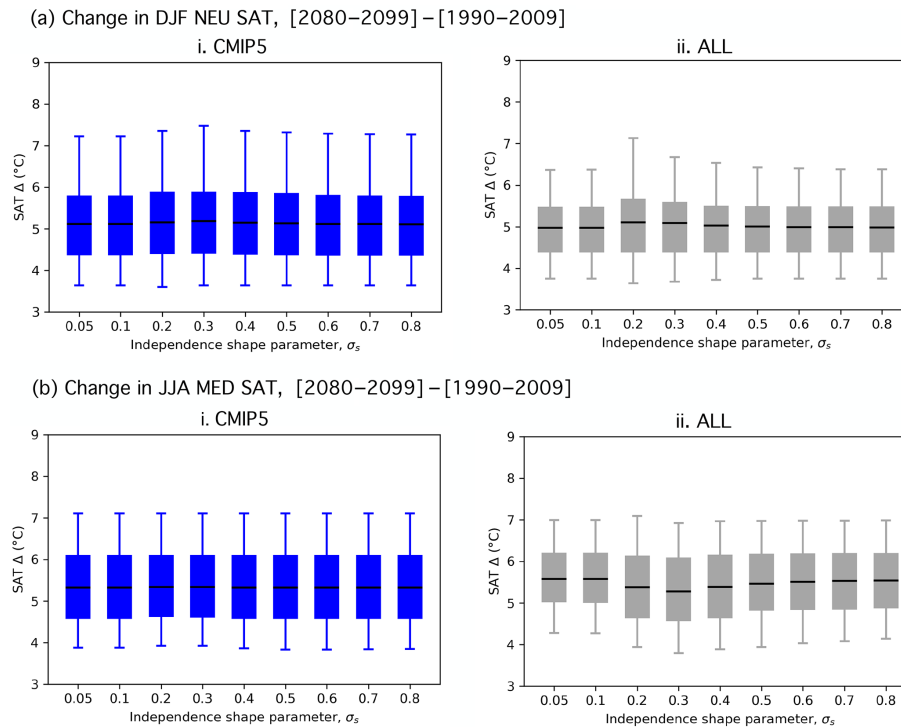 (a) Change in DJF NEU SAT, [2080−2099]−[1990−2009]
i. CMIP5
ii. ALL
9
8
7
6
5
4
3
SAT Δ (°C)
0.05 0.1 0.2 0.3 0.4 0.5 0.6 0.7 0.8
Independence shape parameter, σs
9
8
7
6
5
4
3
SAT Δ (°C)
0.05 0.1 0.2 0.3 0.4 0.5 0.6 0.7 0.8
Independence shape parameter, σs
(b) Change in JJA MED SAT, [2080−2099]−[1990−2009]
i. CMIP5
ii. ALL
9
8
7
6
5
4
3
SAT Δ (°C)
0.05 0.1 0.2 0.3 0.4 0.5 0.6 0.7 0.8
Independence shape parameter, σs
9
8
7
6
5
4
3
SAT Δ (°C)
0.05 0.1 0.2 0.3 0.4 0.5 0.6 0.7 0.8
Independence shape parameter, σs